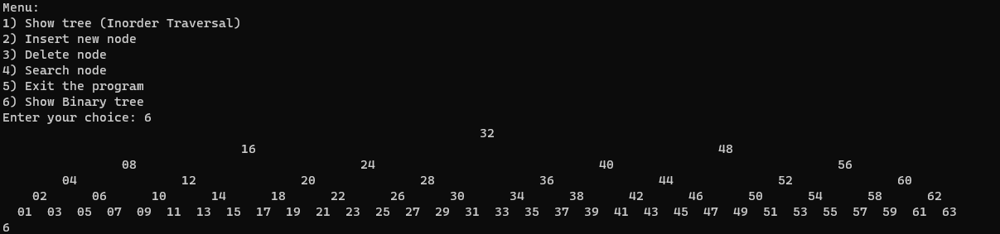 Menu:
1) Show tree (Inorder Traversal)
2) Insert new node
3) Delete node
4) Search node
5) Exit the program
6) Show Binary tree
Enter your choice: 6
32
16 48
08 24 40 56
04 12 20 28 36 44 52 60
02 06 10 14 18 22 26 30 34 38 42 46 50 54 58 62
01 03 05 07 09 11 13 15 17 19 21 23 25 27 29 31 33 35 37 39 41 43 45 47 49 51 53 55 57 59 61 63
6